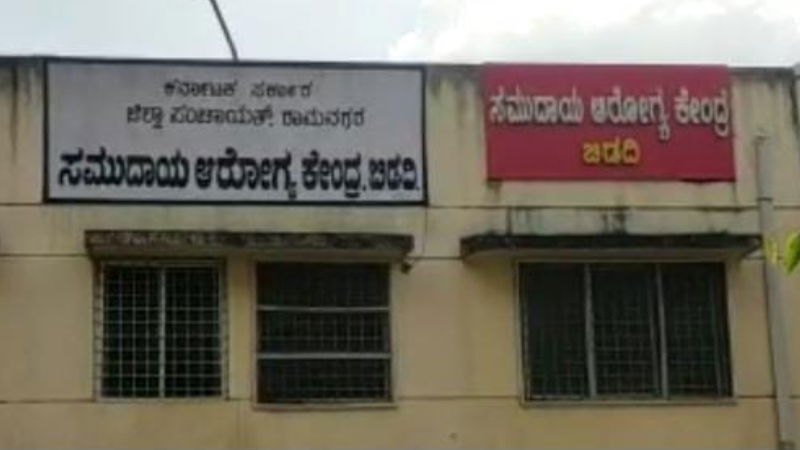 ಕರ್ನಾಟಕ ಸರ್ಕಾರ
ಜಿಲ್ಲಾ ಪಂಚಾಯತ್, ರಾಮನಗರ
ಸಮುದಾಯ ಆರೋಗ್ಯ ಕೇಂದ್ರ, ಬಿಡದಿ.
ಸಮುದಾಯ ಆರೋಗ್ಯ ಕೇಂದ್ರ
ಬಿಡದಿ